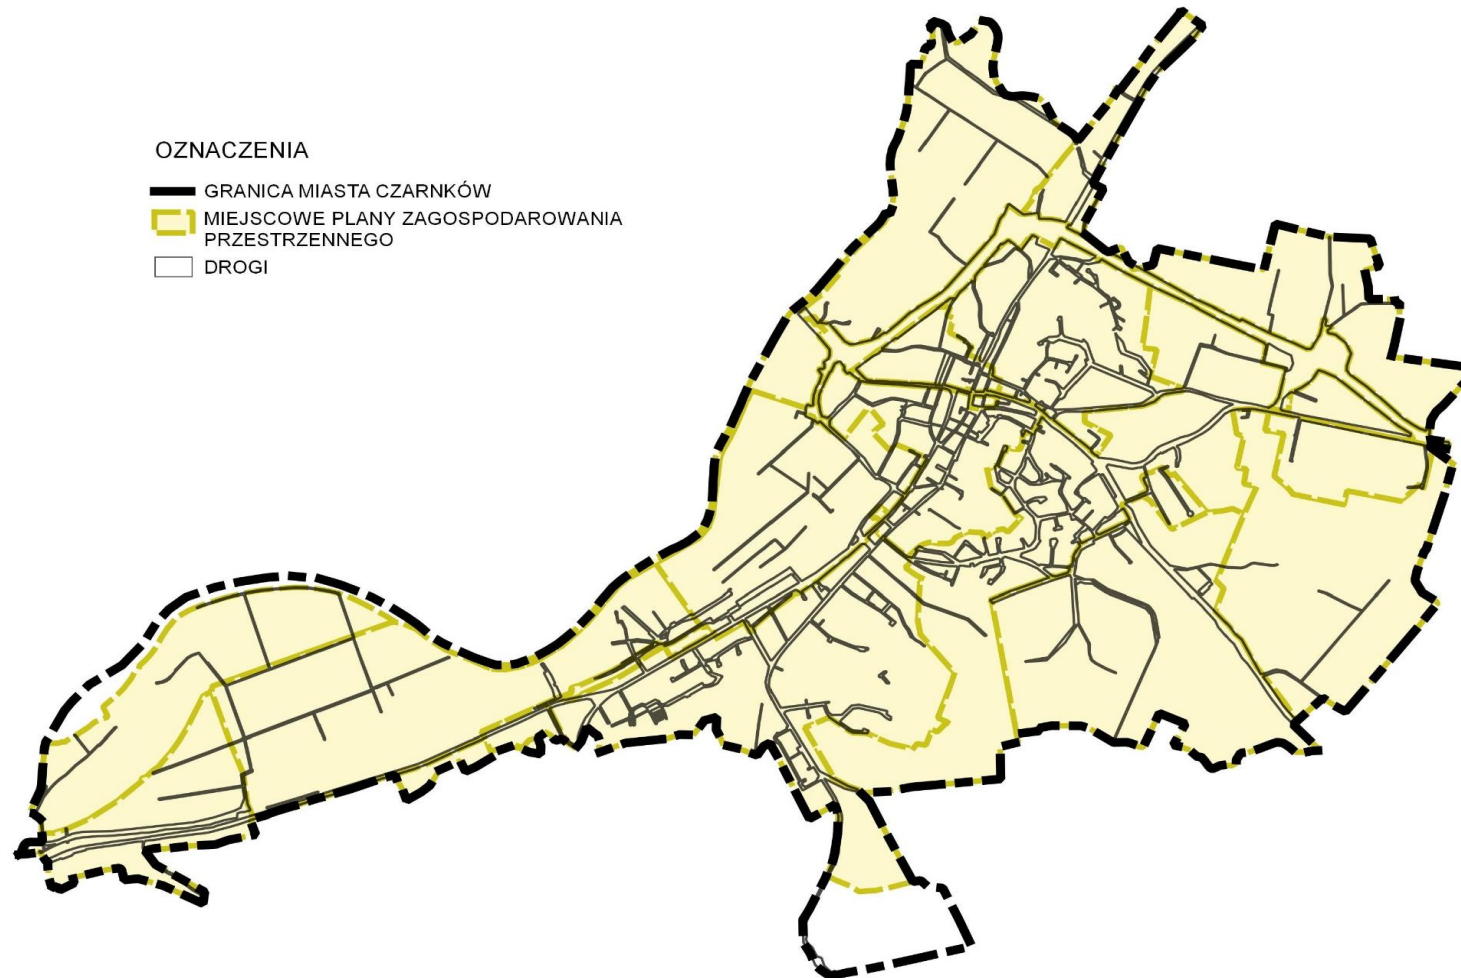 OZNACZENIA
GRANICA MIASTA CZARNKÓW
MIEJSCOWE PLANY ZAGOSPODAROWANIA
PRZESTRZENNEGO
DROGI